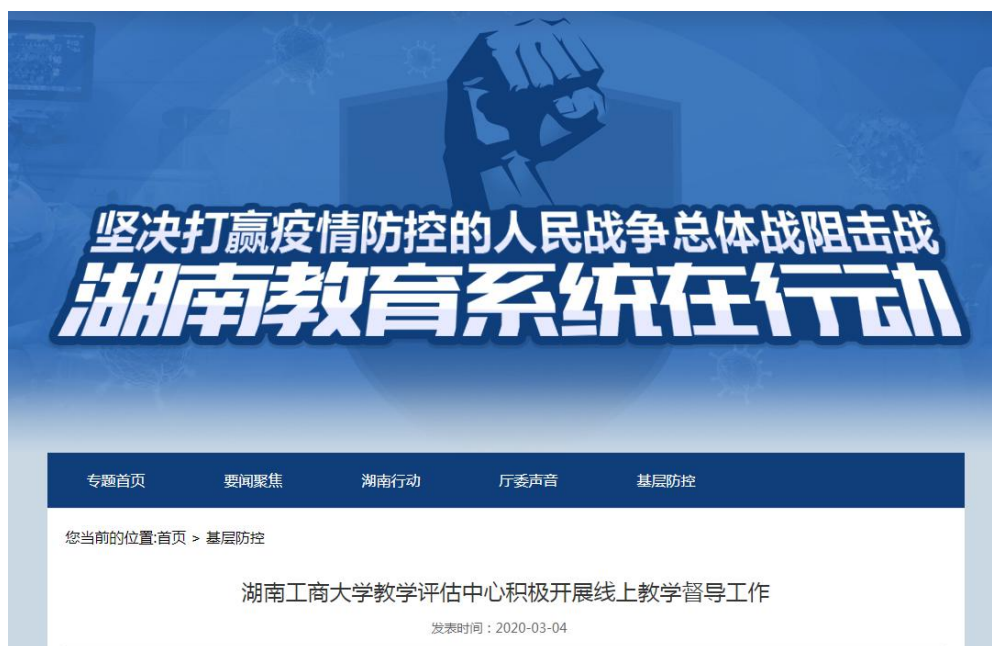 坚决打赢疫情防控的人民战争总体战阻击战
湖南教育系统在行动
专题首页 要闻聚焦 湖南行动 厅委声音 基层防控
您当前的位置:首页 > 基层防控
湖南工商大学教学评估中心积极开展线上教学督导工作
发表时间：2020-03-04